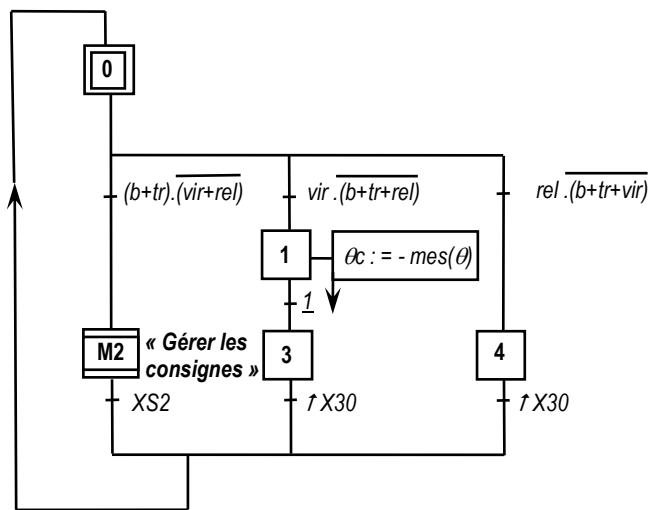 0
(b+tr).(vir+rel)
vir .(b+tr+rel)
rel .(b+tr+vir)
1
θc : = - mes(θ)
1
M2
« Gérer les
consignes »
3
4
XS2
↑X30
↑X30